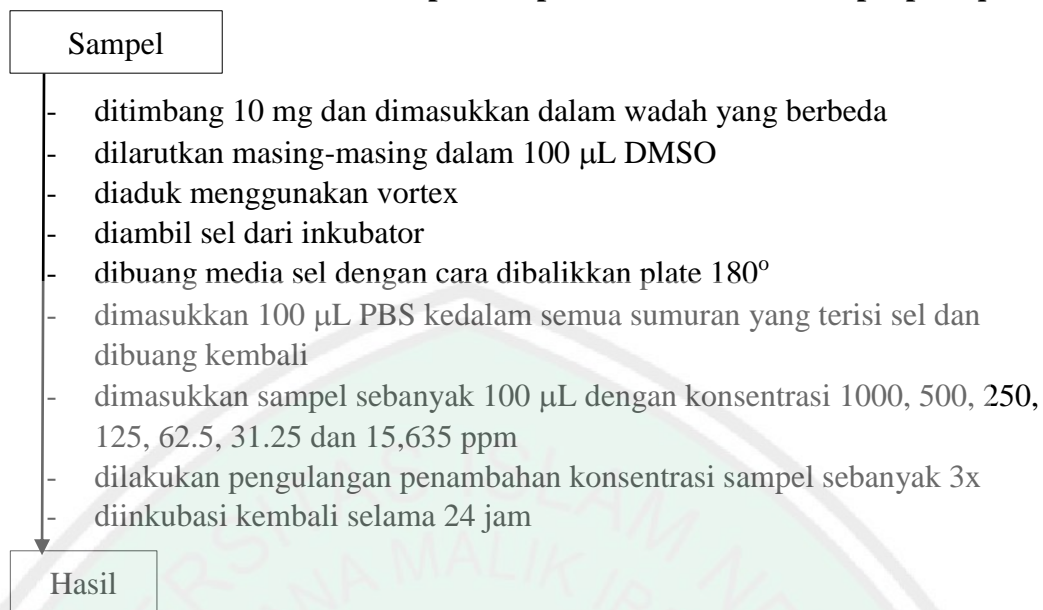 Sampel
- ditimbang 10 mg dan dimasukkan dalam wadah yang berbeda
- dilarutkan masing-masing dalam 100 μL DMSO
- diaduk menggunakan vortex
- diambil sel dari inkubator
- dibuang media sel dengan cara dibalikkan plate 180°
- dimasukkan 100 μL PBS kedalam semua sumuran yang terisi sel dan
dibuang kembali
- dimasukkan sampel sebanyak 100 μL dengan konsentrasi 1000, 500, 250,
125, 62.5, 31.25 dan 15,635 ppm
- dilakukan pengulangan penambahan konsentrasi sampel sebanyak 3x
- diinkubasi kembali selama 24 jam
Hasil